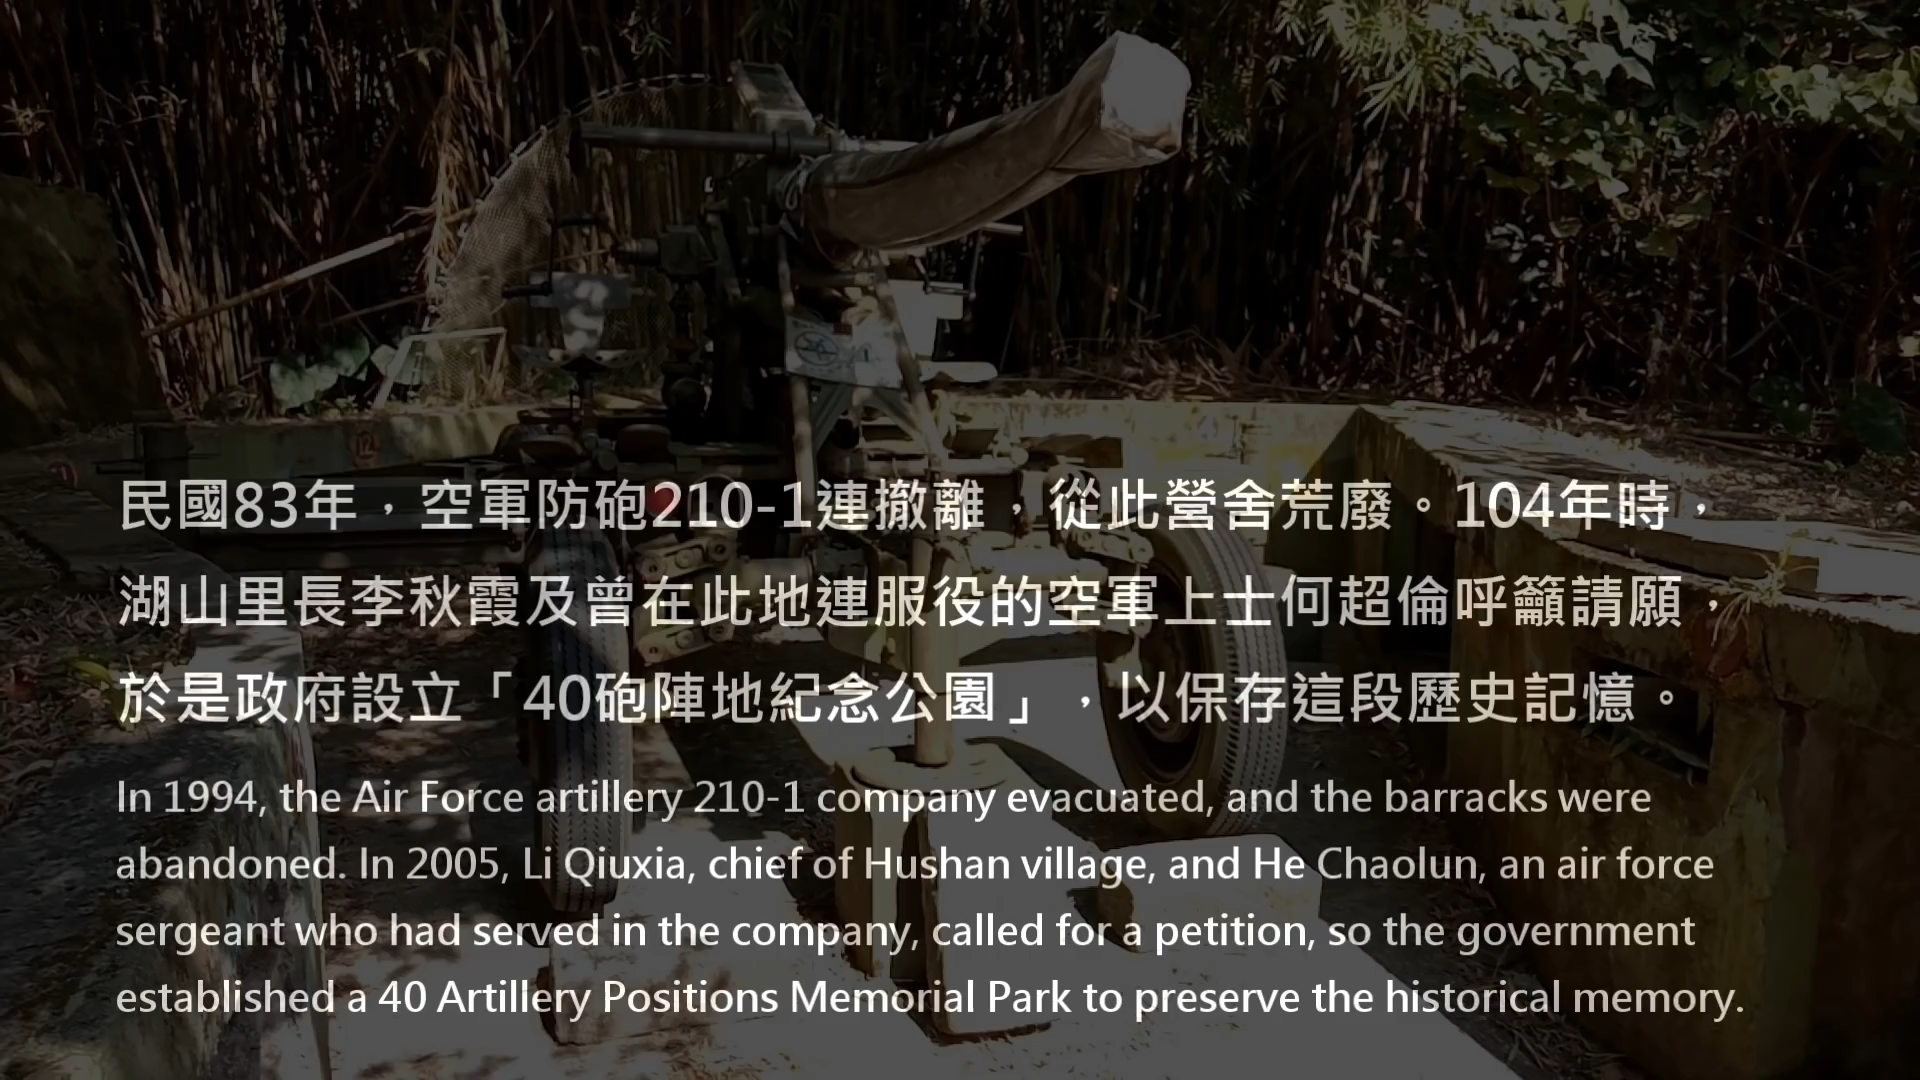 民國83年，空軍防砲210-1連撤離，從此營舍荒廢。104年時，
湖山里長李秋霞及曾在此地連服役的空軍上士何超倫呼籲請願，
於是政府設立「40砲陣地紀念公園」，以保存這段歷史記憶。
In 1994, the Air Force artillery 210-1 company evacuated, and the barracks were
abandoned. In 2005, Li Qiuxia, chief of Hushan village, and He Chaolun, an air force
sergeant who had served in the company, called for a petition, so the government
established a 40 Artillery Positions Memorial Park to preserve the historical memory.
12